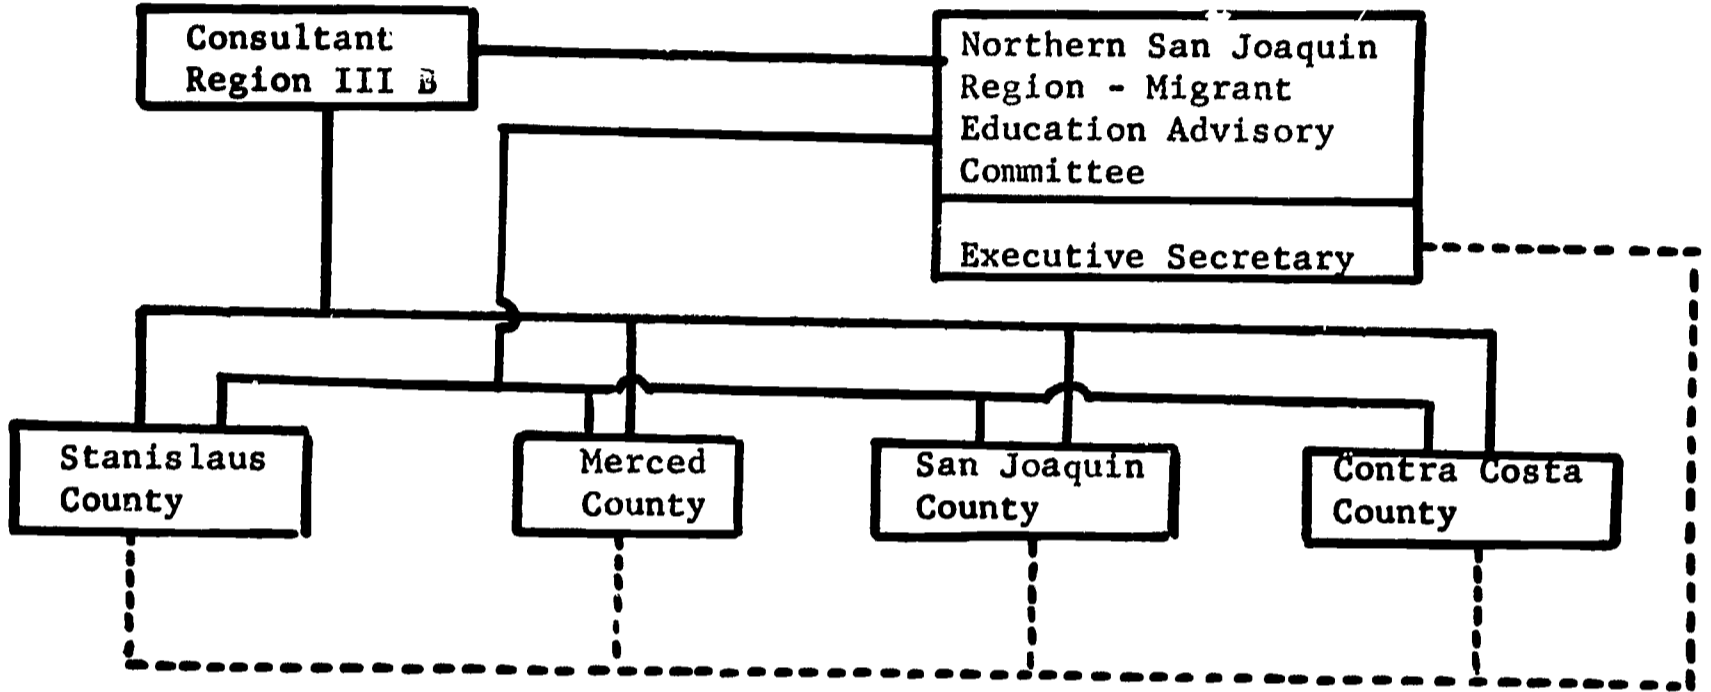 Consultant
Region III B
Northern San Joaquin
Region - Migrant
Education Advisory
Committee
Executive Secretary
Stanislaus
County
Merced
County
San Joaquin
County
Contra Costa
County